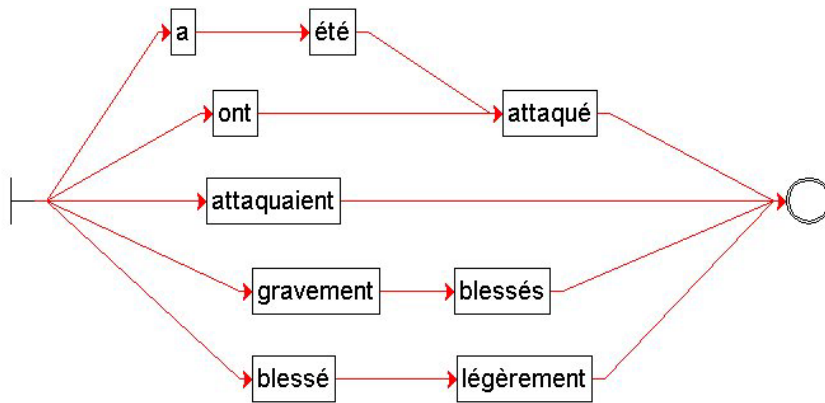 a été
ont attaqué
attaquaient
gravement blessés
blessé légèrement